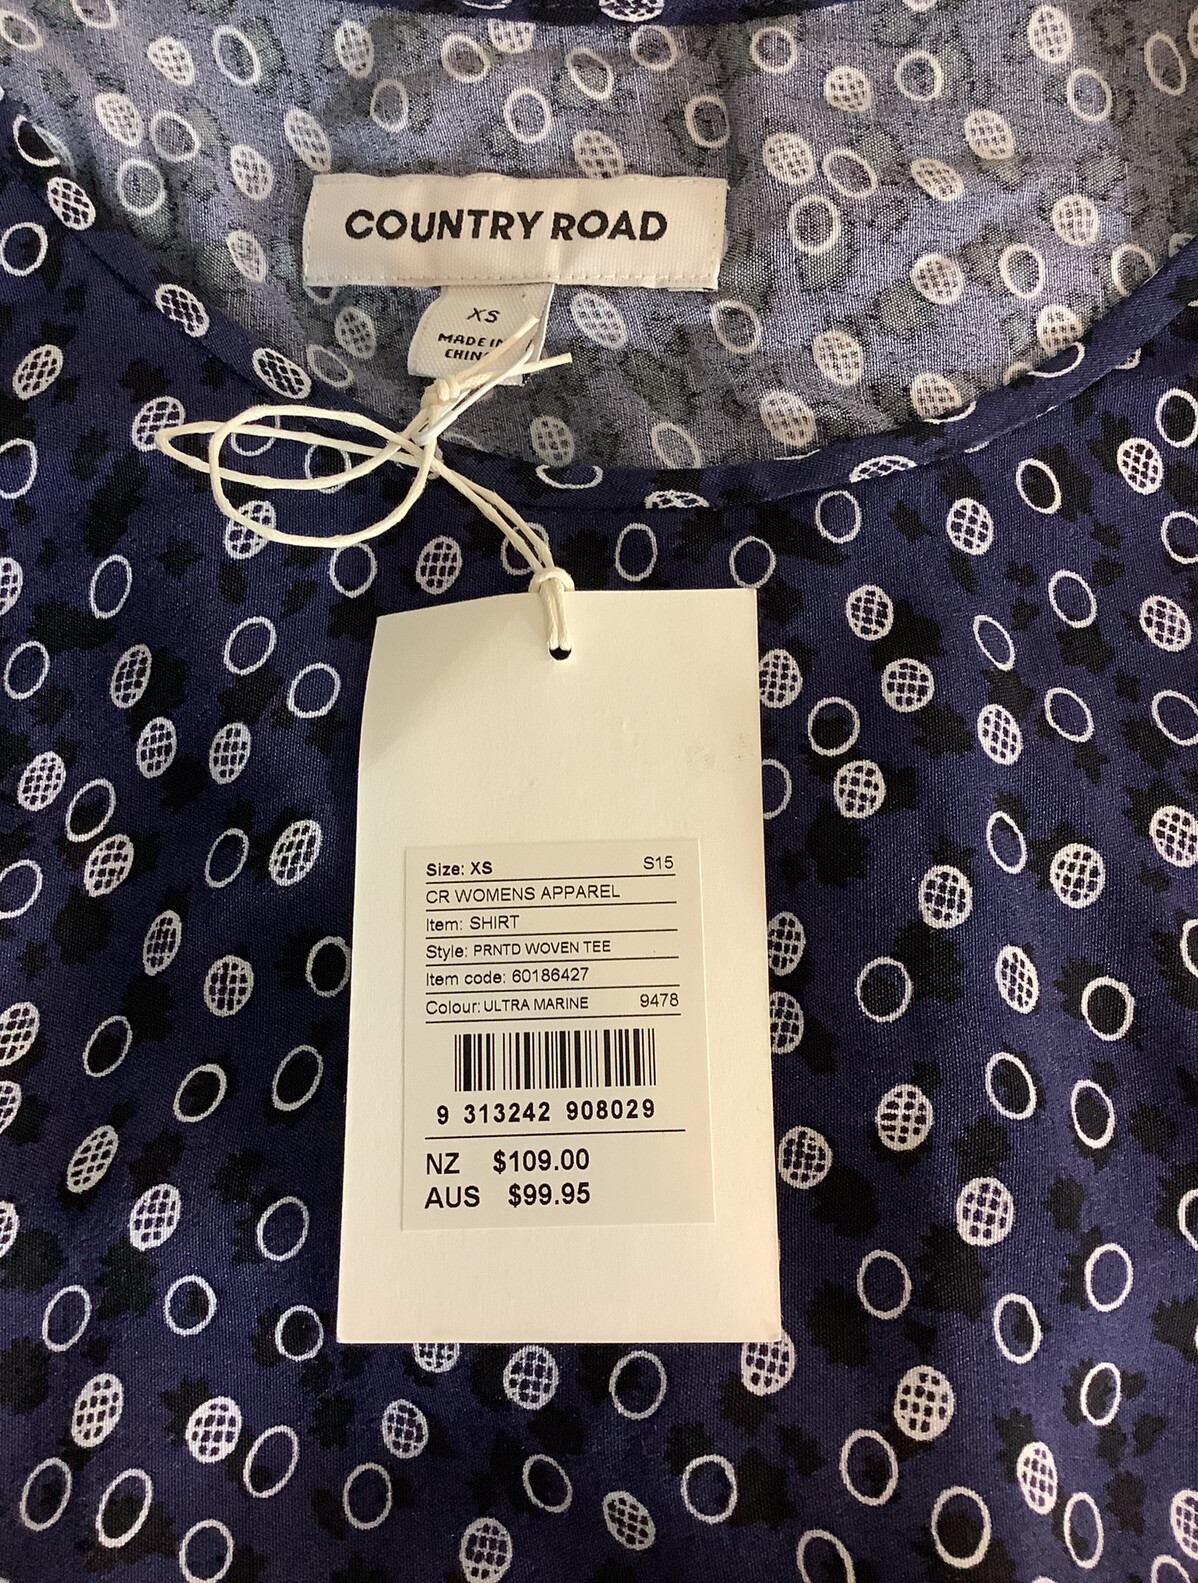 COUNTRY ROAD
XS
MADE IN
Size: XS S15
CR WOMENS APPAREL
Item: SHIRT
Style: PRNTD WOVEN TEE
Item code: 60186427
Colour: ULTRA MARINE 9478
9 313242 908029
NZ $109.00
AUS $99.95